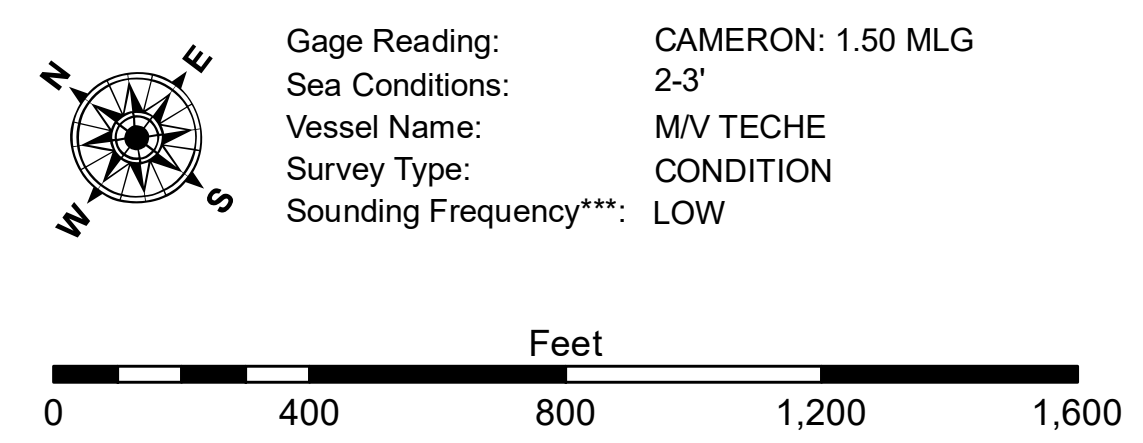 N E
W S
Gage Reading: CAMERON: 1.50 MLG
Sea Conditions: 2-3'
Vessel Name: M/V TECHE
Survey Type: CONDITION
Sounding Frequency***: LOW
Feet
0 400 800 1,200 1,600